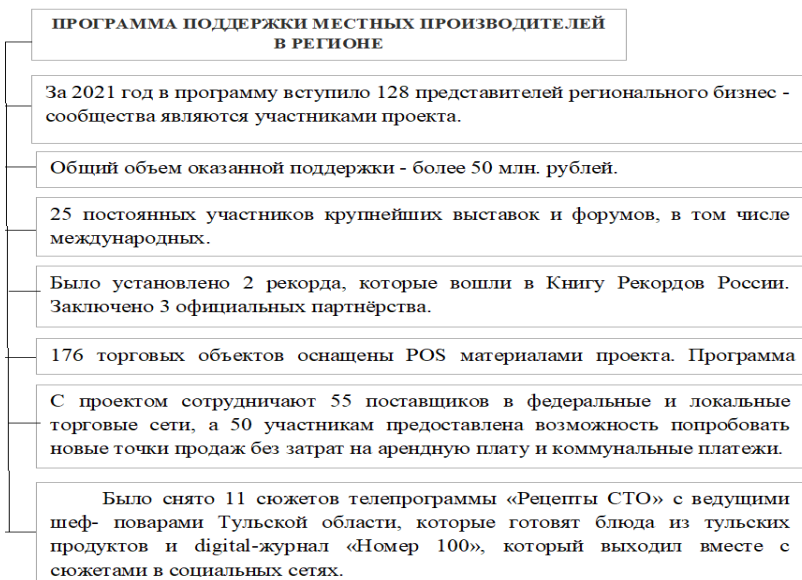 ПРОГРАММА ПОДДЕРЖКИ МЕСТНЫХ ПРОИЗВОДИТЕЛЕЙ
В РЕГИОНЕ
За 2021 год в программу вступило 128 представителей регионального бизнес -
сообщества являются участниками проекта.
Общий объем оказанной поддержки - более 50 млн. рублей.
25 постоянных участников крупнейших выставок и форумов, в том числе
международных.
Было установлено 2 рекорда, которые вошли в Книгу Рекордов России.
Заключено 3 официальных партнёрства.
176 торговых объектов оснащены POS материалами проекта. Программа
С проектом сотрудничают 55 поставщиков в федеральные и локальные
торговые сети, а 50 участникам предоставлена возможность попробовать
новые точки продаж без затрат на арендную плату и коммунальные платежи.
Было снято 11 сюжетов телепрограммы «Рецепты СТО» с ведущими
шеф- поварами Тульской области, которые готовят блюда из тульских
продуктов и digital-журнал «Номер 100», который выходил вместе с
сюжетами в социальных сетях.